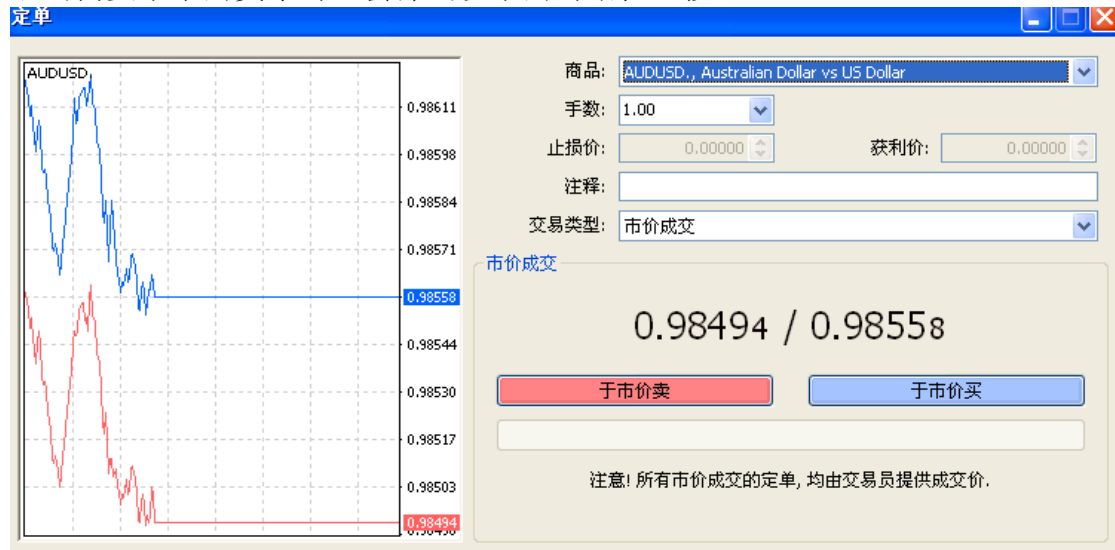 定单
AUDUSD,
0.98611
0.98598
0.98584
0.98571
0.98558
0.98544
0.98530
0.98517
0.98503
0.98494
商品: AUDUSD., Australian Dollar vs US Dollar
手数: 1.00
止损价: 0.00000 获利价: 0.00000
注释:
交易类型: 市价成交
市价成交
0.98494 / 0.98558
于市价卖 于市价买
注意! 所有市价成交的定单, 均由交易员提供成交价.